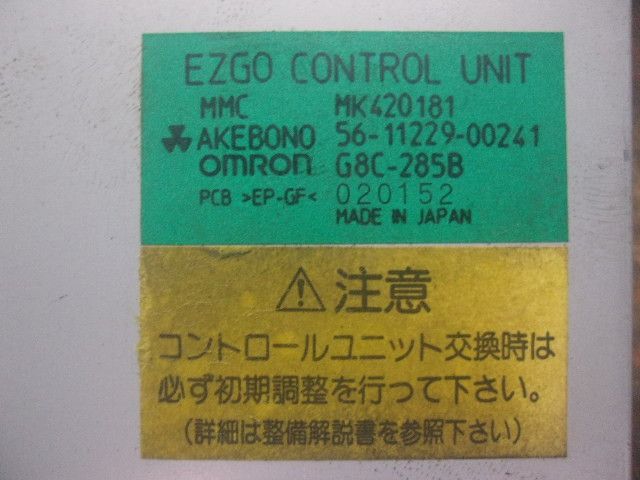 EZGO CONTROL UNIT
MMC MK420181
AKEBONO 56-11229-00241
OMRON G8C-285B
PCB >EP-GF< 020152
MADE IN JAPAN
注意
コントロールユニット交換時は
必ず初期調整を行って下さい。
(詳細は整備解説書を参照下さい)